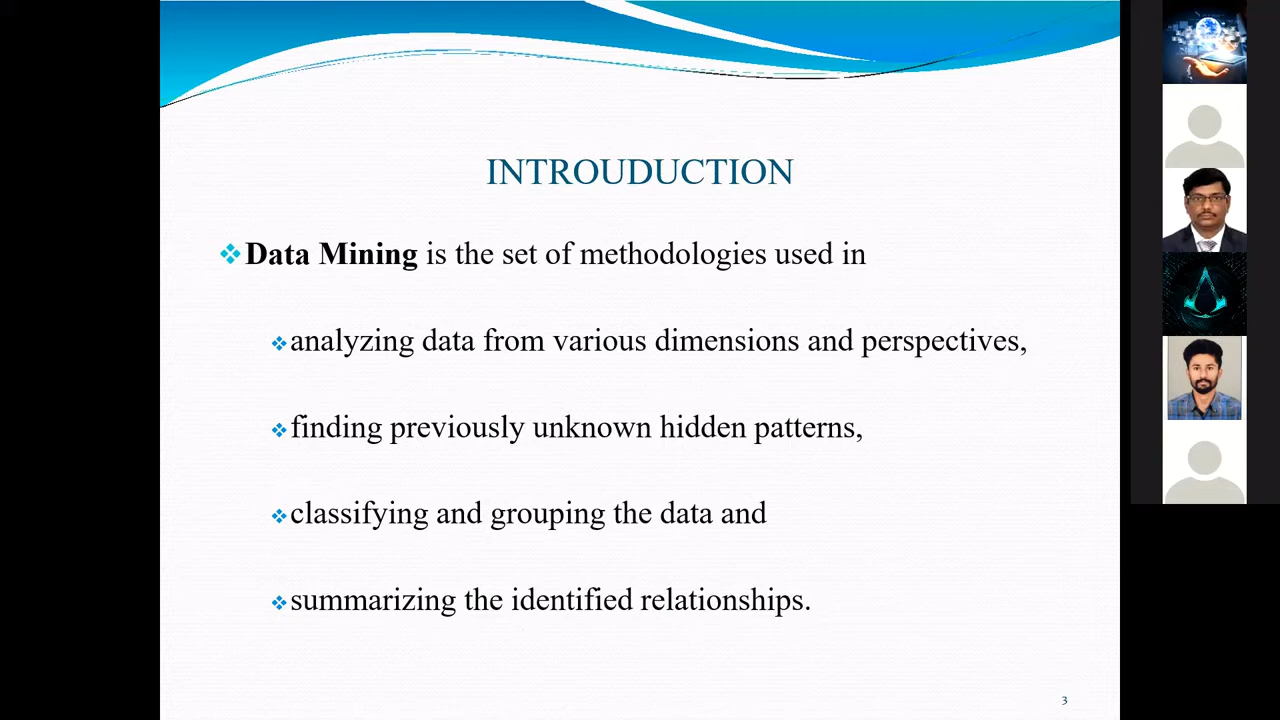 INTROUDUCTION
Data Mining is the set of methodologies used in
analyzing data from various dimensions and perspectives,
finding previously unknown hidden patterns,
classifying and grouping the data and
summarizing the identified relationships.
3